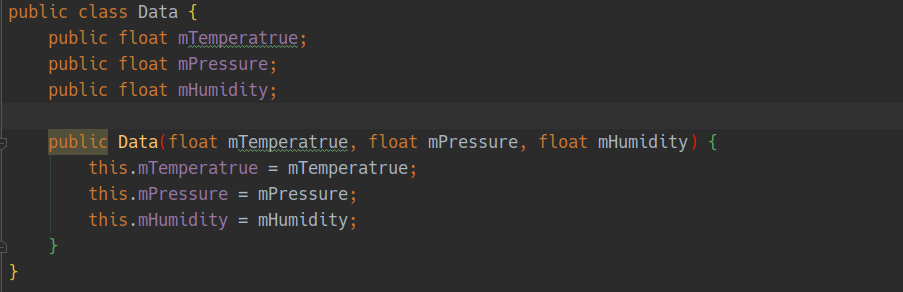 public class Data {
    public float mTemperatrue;
    public float mPressure;
    public float mHumidity;

    public Data(float mTemperatrue, float mPressure, float mHumidity) {
        this.mTemperatrue = mTemperatrue;
        this.mPressure = mPressure;
        this.mHumidity = mHumidity;
    }
}